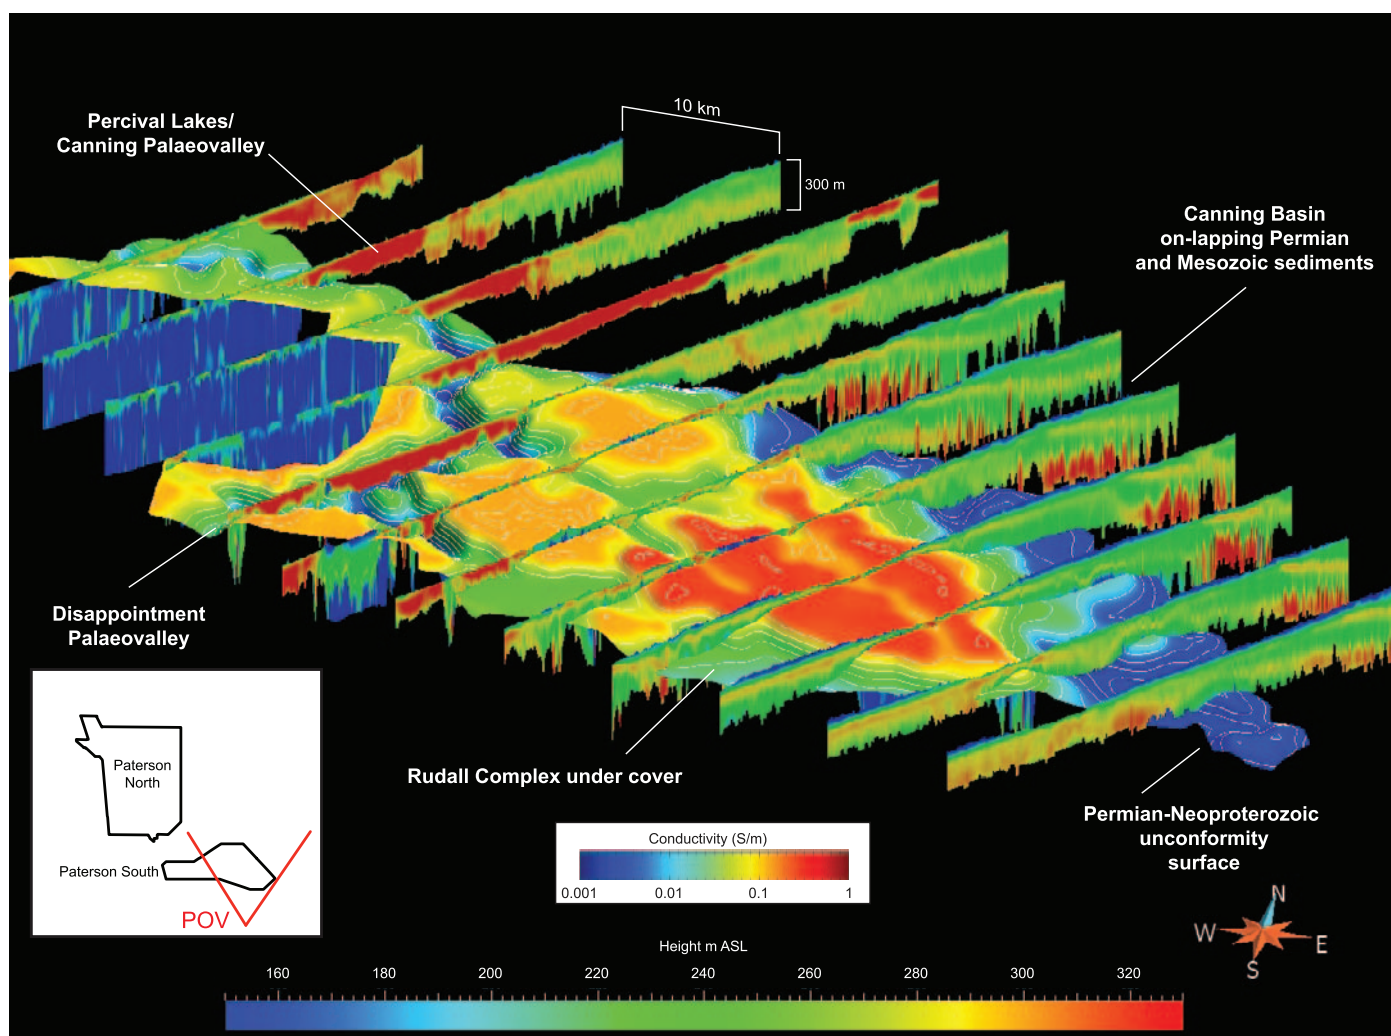 10 km
Percival Lakes/
Canning Palaeovalley
300 m
Canning Basin
on-lapping Permian
and Mesozoic sediments
Disappointment
Palaeovalley
Rudall Complex under cover
Permian-Neoproterozoic
unconformity
surface
Paterson
North
Paterson South
POV
Conductivity (S/m)
0.001 0.01 0.1 1
N
W E
S
Height m ASL
160 180 200 220 240 260 280 300 320